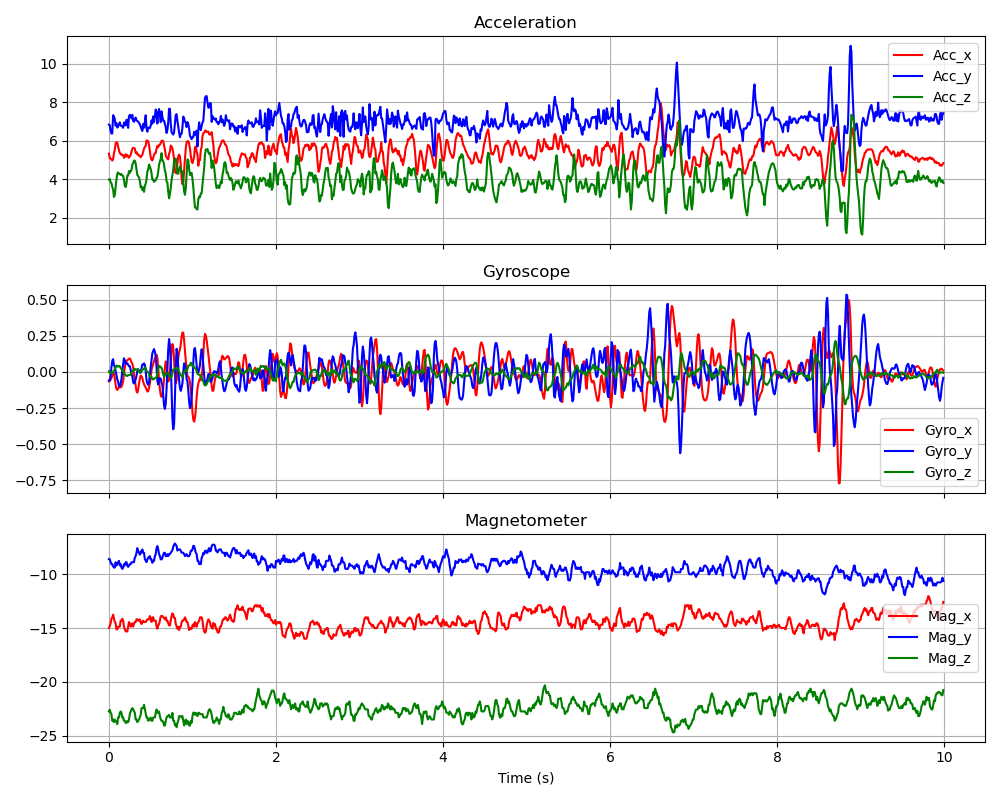 Acceleration
10
8
6
4
2
Acc_x
Acc_y
Acc_z
Gyroscope
0.50
0.25
0.00
−0.25
−0.50
−0.75
Gyro_x
Gyro_y
Gyro_z
Magnetometer
−10
−15
−20
−25
Mag_x
Mag_y
Mag_z
0 2 4 6 8 10
Time (s)